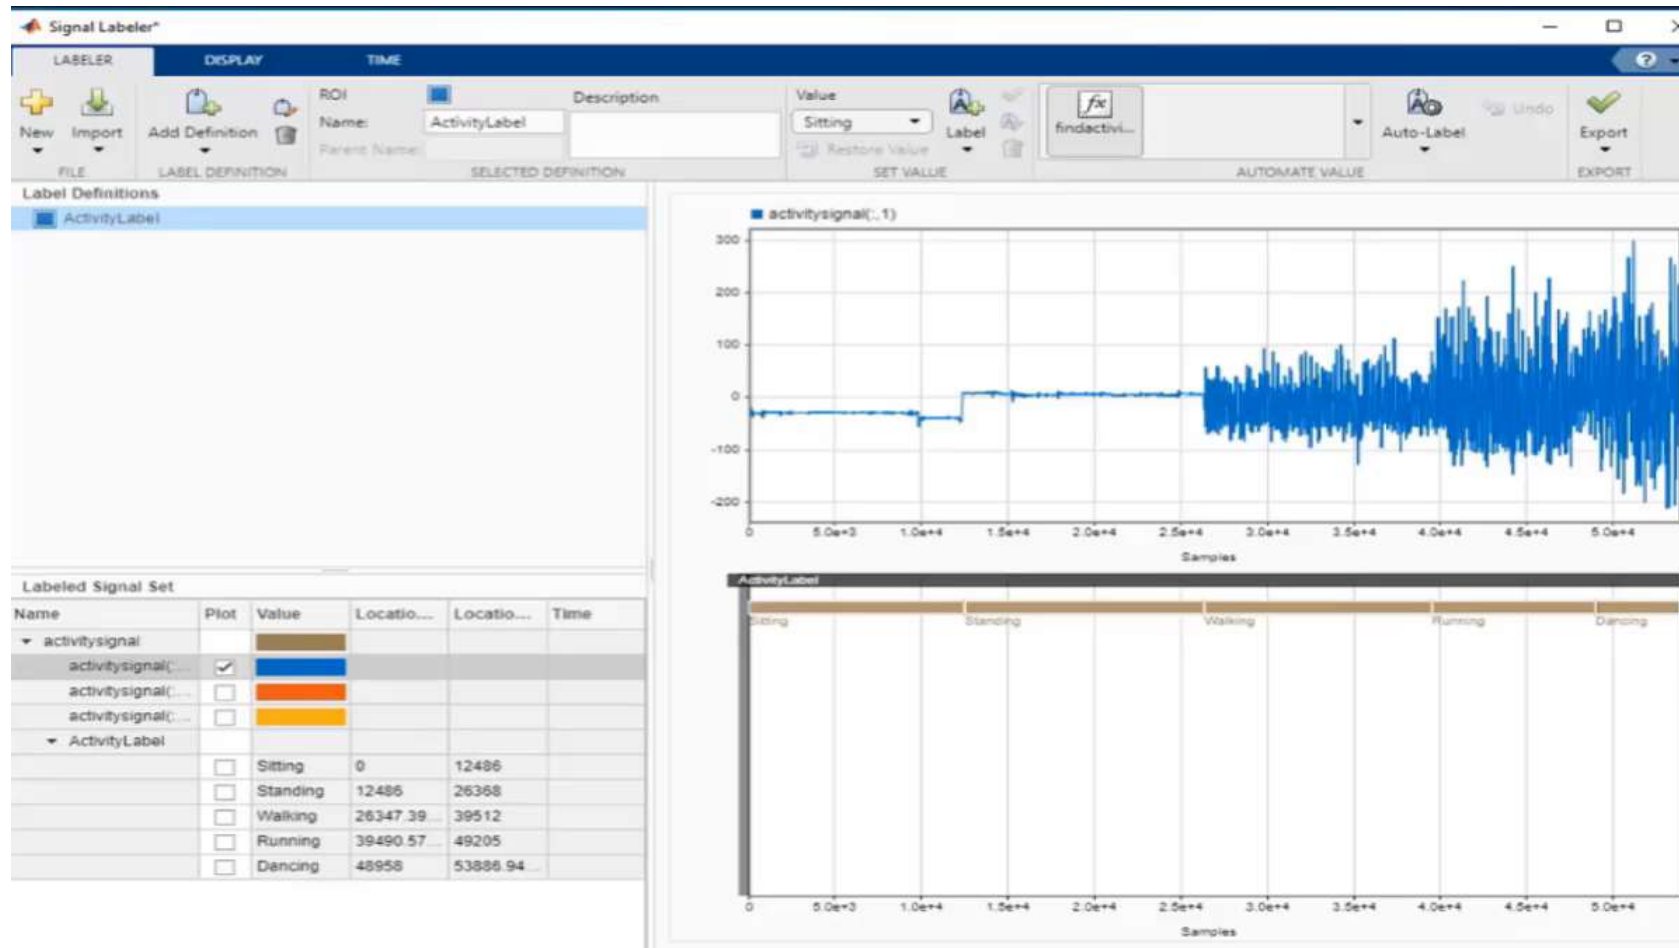 Signal Labeler*
LABELER DISPLAY TIME
?
New Import Add Definition
ROI
Name: ActivityLabel
Parent Name:
Description
Value
Sitting
Restore Value
Label
fx
findactivi...
Auto-Label
Undo
Export
FILE LABEL DEFINITION SELECTED DEFINITION SET VALUE AUTOMATE VALUE EXPORT
Label Definitions
ActivityLabel
activitysignal(:,1)
300
200
100
0
-100
-200
0 5.0e+3 1.0e+4 1.5e+4 2.0e+4 2.5e+4 3.0e+4 3.5e+4 4.0e+4 4.5e+4 5.0e+4
Samples
Labeled Signal Set
Name Plot Value Locatio... Locatio... Time
activitysignal
activitysignal(:...
activitysignal(:...
activitysignal(:...
ActivityLabel
Sitting 0 12486
Standing 12486 26368
Walking 26347.39... 39512
Running 39490.57... 49205
Dancing 48958 53886.94...
ActivityLabel
Sitting Standing Walking Running Dancing
0 5.0e+3 1.0e+4 1.5e+4 2.0e+4 2.5e+4 3.0e+4 3.5e+4 4.0e+4 4.5e+4 5.0e+4
Samples